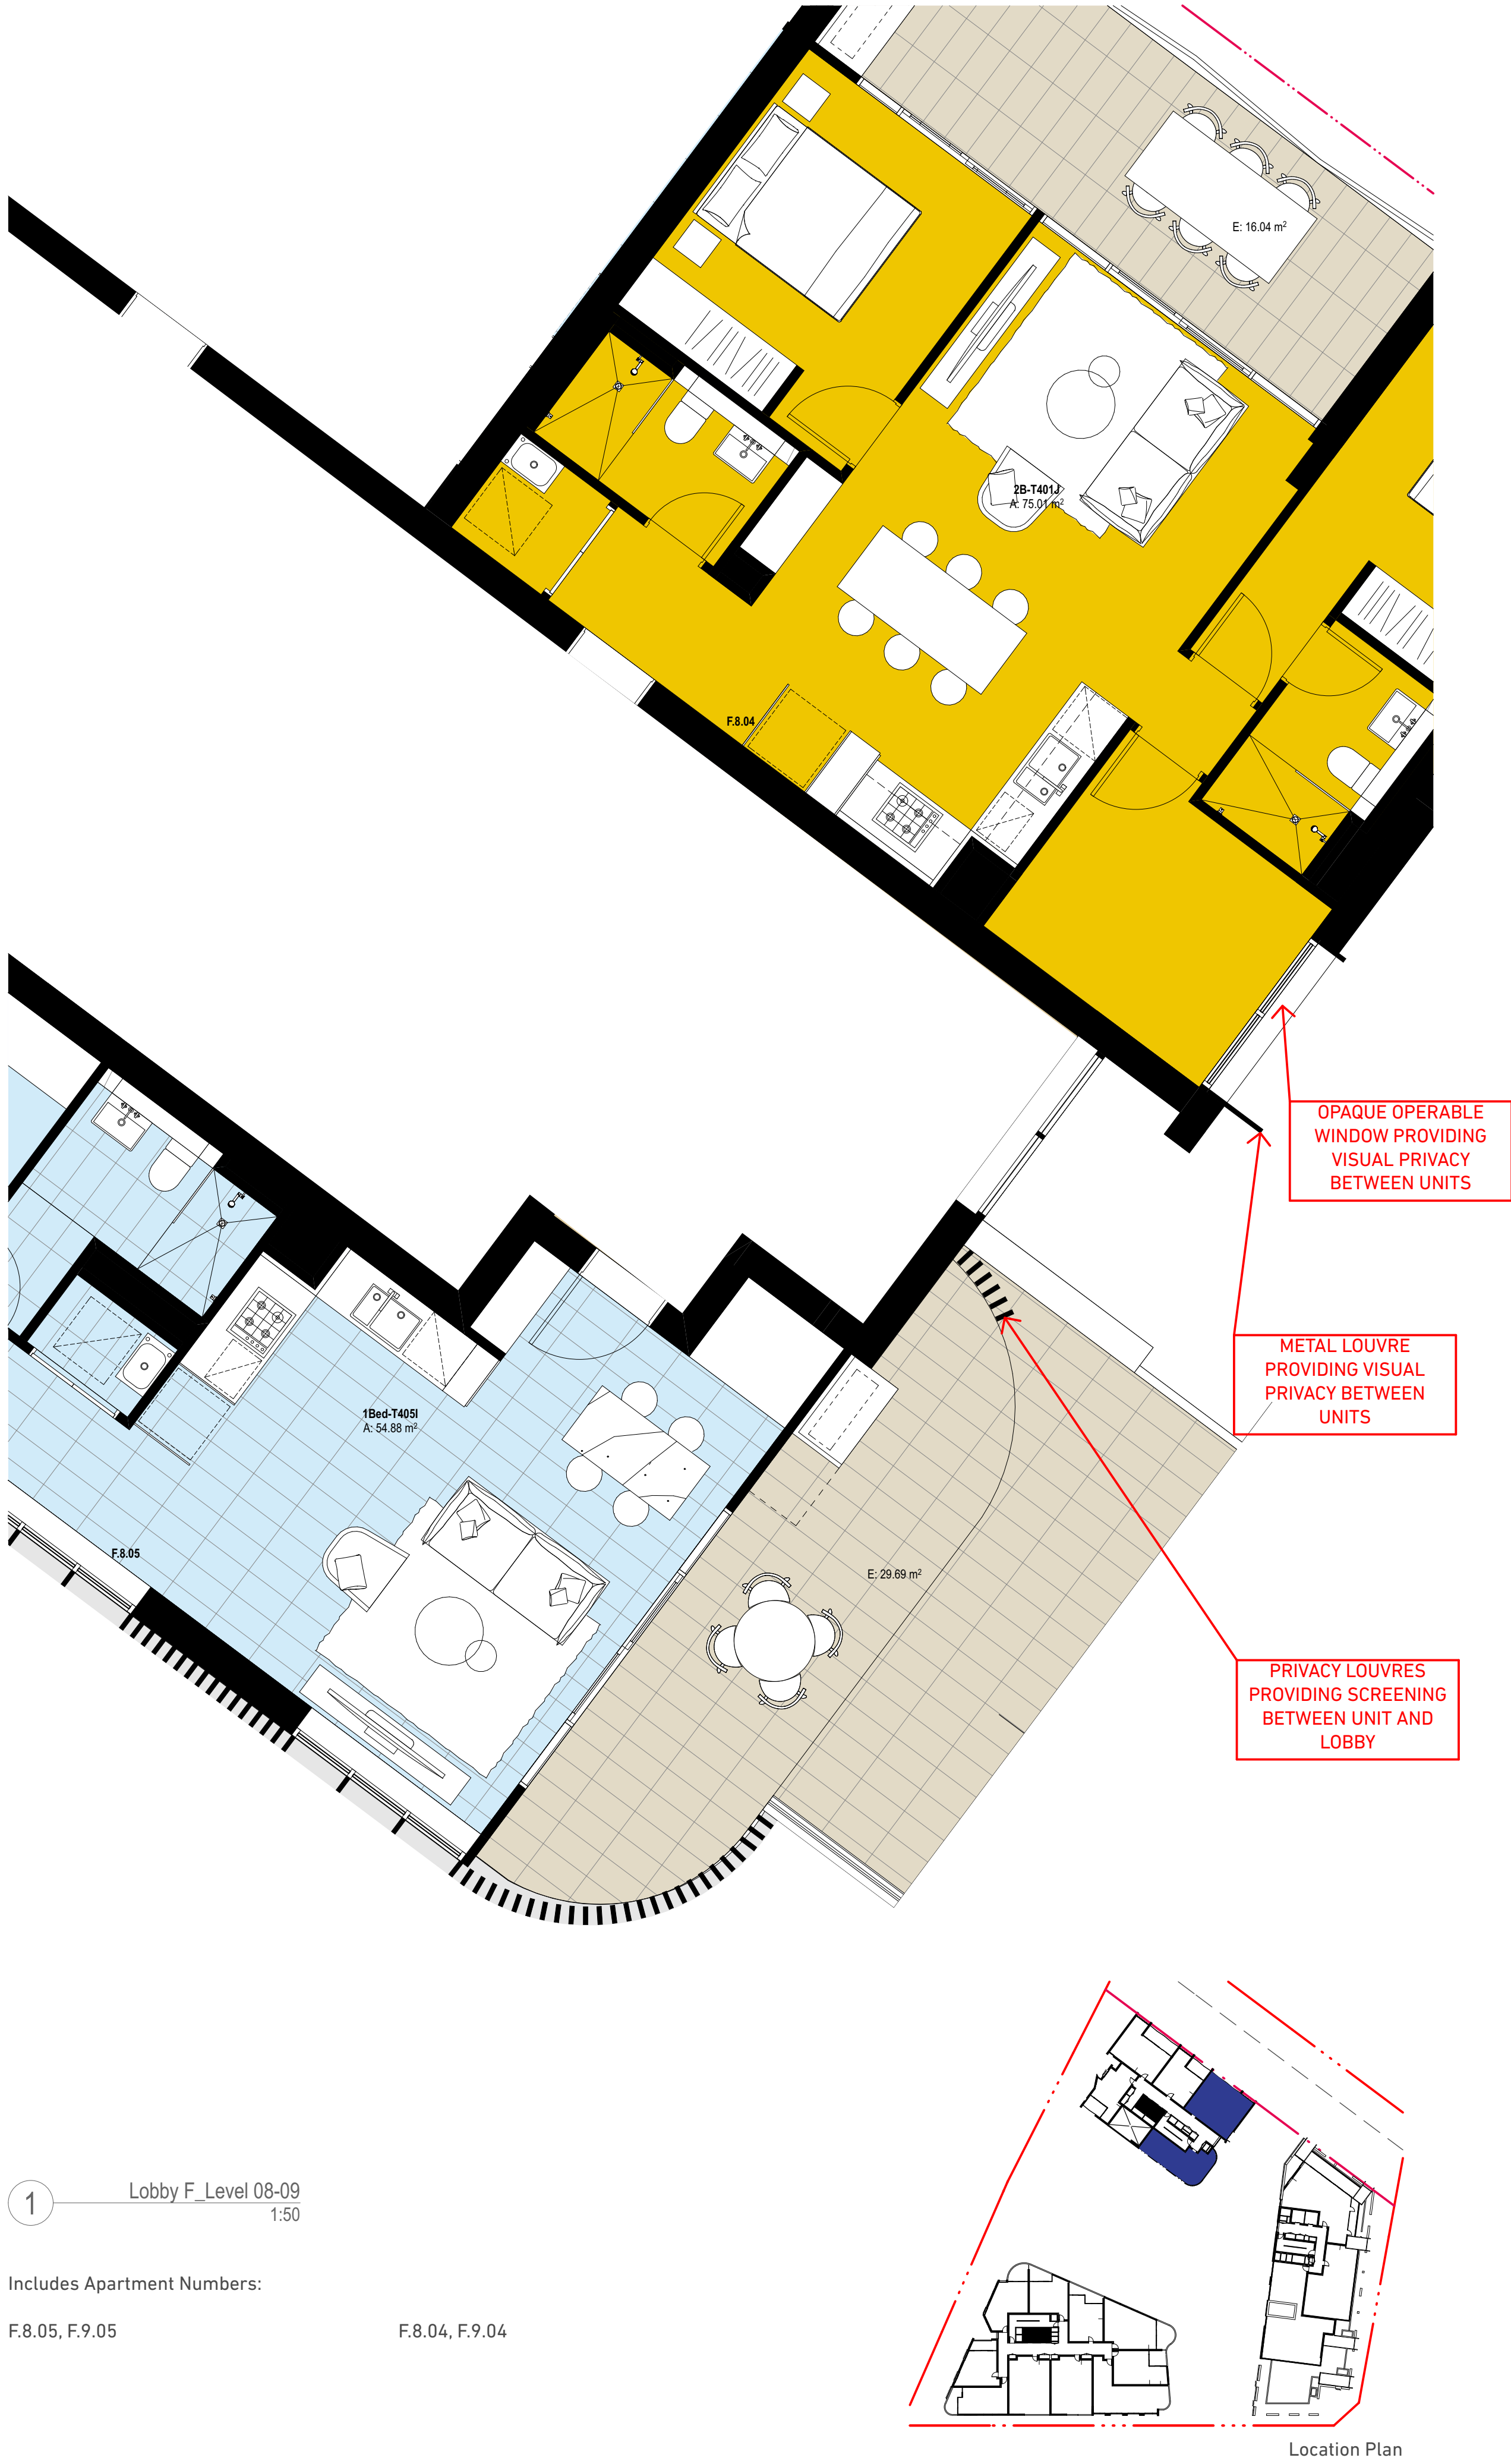 E: 16.04 m²
2B-T401J
A: 75.01 m²
F.8.04
OPAQUE OPERABLE
WINDOW PROVIDING
VISUAL PRIVACY
BETWEEN UNITS
METAL LOUVRE
PROVIDING VISUAL
PRIVACY BETWEEN
UNITS
1Bed-T405I
A: 54.88 m²
F.8.05
E: 29.69 m²
PRIVACY LOUVRES
PROVIDING SCREENING
BETWEEN UNIT AND
LOBBY
1
Lobby F_Level 08-09
1:50
Includes Apartment Numbers:
F.8.05, F.9.05
F.8.04, F.9.04
Location Plan